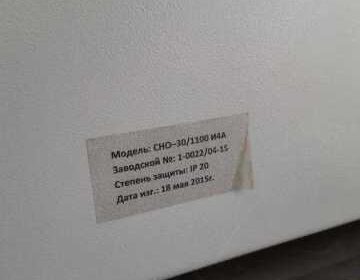 Модель: СНО–30/1100 И4А
Заводской №: 1-0022/04-15
Степень защиты: IP 20
Дата изг.: 18 мая 2015г.